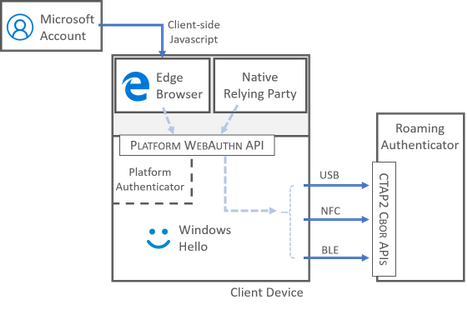 Microsoft
Account
Client-side
Javascript
Edge
Browser
Native
Relying Party
PLATFORM WEBAUTHN API
Platform
Authenticator
Windows
Hello
USB
NFC
BLE
Roaming
Authenticator
CTAP2 CBOR APIs
Client Device